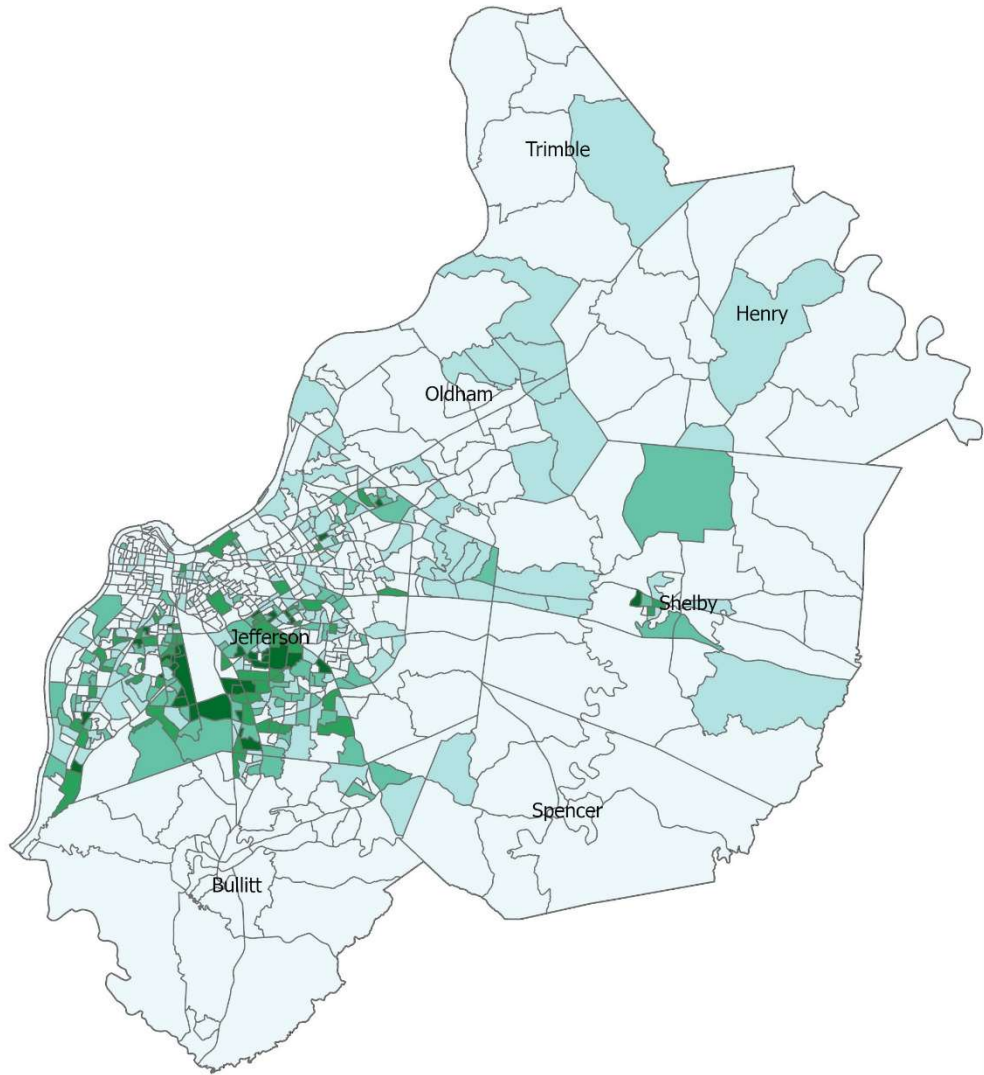 Trimble
Henry
Oldham
Shelby
Jefferson
Spencer
Bullitt